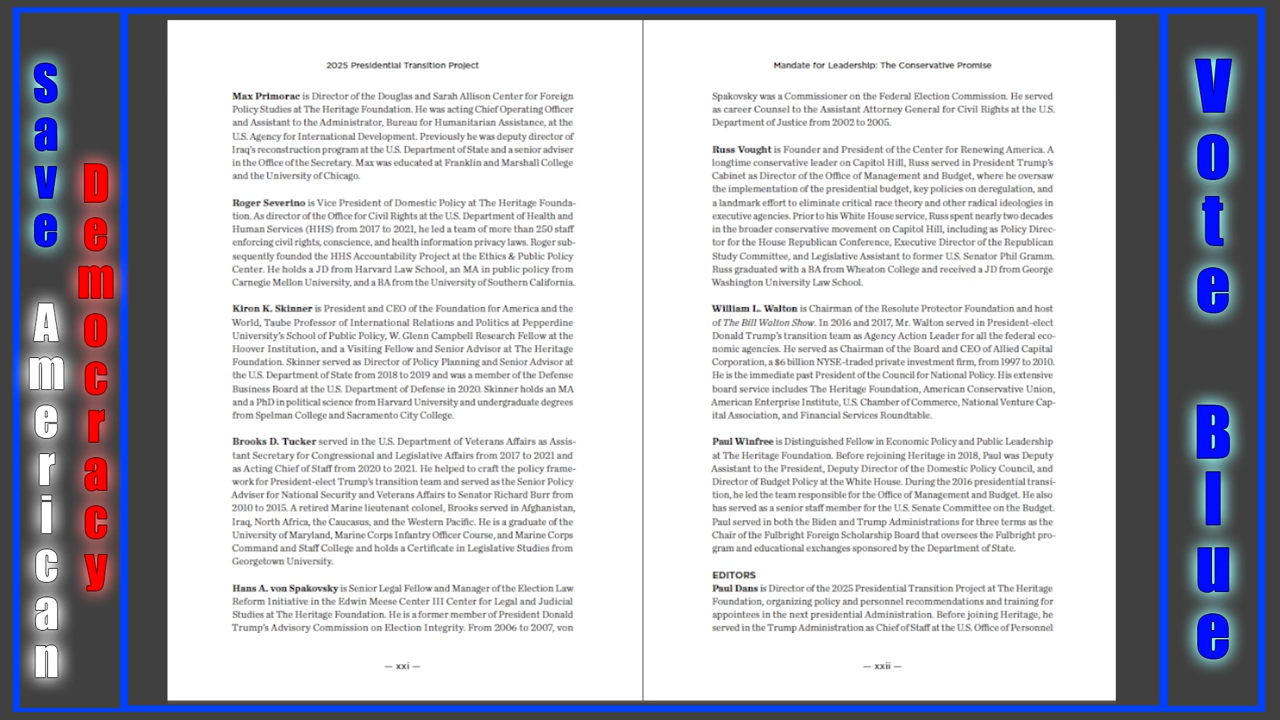 Save
American
Democracy
2025 Presidential Transition Project
Max Primorac is Director of the Douglas and Sarah Allison Center for Foreign
Policy Studies at The Heritage Foundation. He was acting Chief Operating Officer
and Assistant to the Administrator, Bureau for Humanitarian Assistance, at the
U.S. Agency for International Development. Previously he was deputy director of
Iraq's reconstruction program at the U.S. Department of State and a senior adviser
in the Office of the Secretary. Max was educated at Franklin and Marshall College
and the University of Chicago.
Roger Severino is Vice President of Domestic Policy at The Heritage Founda-
tion. As director of the Office for Civil Rights at the U.S. Department of Health and
Human Services (HHS) from 2017 to 2021, he led a team of more than 250 staff
enforcing civil rights, conscience, and health information privacy laws. Roger sub-
sequently founded the HHS Accountability Project at the Ethics & Public Policy
Center. He holds a JD from Harvard Law School, an MA in public policy from
Carnegie Mellon University, and a BA from the University of Southern California.
Kiron K. Skinner is President and CEO of the Foundation for America and the
World, Taube Professor of International Relations and Politics at Pepperdine
University's School of Public Policy, W. Glenn Campbell Research Fellow at the
Hoover Institution, and a Visiting Fellow and Senior Advisor at The Heritage
Foundation. Skinner served as Director of Policy Planning and Senior Advisor at
the U.S. Department of State from 2018 to 2019 and was a member of the Defense
Business Board at the U.S. Department of Defense in 2020. Skinner holds an MA
and a PhD in political science from Harvard University and undergraduate degrees
from Spelman College and Sacramento City College.
Brooks D. Tucker served in the U.S. Department of Veterans Affairs as Assis-
tant Secretary for Congressional and Legislative Affairs from 2017 to 2021 and
as Acting Chief of Staff from 2020 to 2021. He helped to craft the policy frame-
work for President-elect Trump's transition team and served as the Senior Policy
Adviser for National Security and Veterans Affairs to Senator Richard Burr from
2010 to 2015. A retired Marine lieutenant colonel, Brooks served in Afghanistan,
Iraq, North Africa, the Caucasus, and the Western Pacific. He is a graduate of the
University of Maryland, Marine Corps Infantry Officer Course, and Marine Corps
Command and Staff College and holds a Certificate in Legislative Studies from
Georgetown University.
Hans A. von Spakovsky is Senior Legal Fellow and Manager of the Election Law
Reform Initiative in the Edwin Meese Center III Center for Legal and Judicial
Studies at The Heritage Foundation. He is a former member of President Donald
Trump's Advisory Commission on Election Integrity. From 2006 to 2007, von
— xxi —
Mandate for Leadership: The Conservative Promise
Spakovsky was a Commissioner on the Federal Election Commission. He served
as career Counsel to the Assistant Attorney General for Civil Rights at the U.S.
Department of Justice from 2002 to 2005.
Russ Vought is Founder and President of the Center for Renewing America. A
longtime conservative leader on Capitol Hill, Russ served in President Trump's
Cabinet as Director of the Office of Management and Budget, where he oversaw
the implementation of the presidential budget, key policies on deregulation, and
a landmark effort to eliminate critical race theory and other radical ideologies in
executive agencies. Prior to his White House service, Russ spent nearly two decades
in the broader conservative movement on Capitol Hill, including as Policy Direc-
tor for the House Republican Conference, Executive Director of the Republican
Study Committee, and Legislative Assistant to former U.S. Senator Phil Gramm.
Russ graduated with a BA from Wheaton College and received a JD from George
Washington University Law School.
William L. Walton is Chairman of the Resolute Protector Foundation and host
of The Bill Walton Show. In 2016 and 2017, Mr. Walton served in President-elect
Donald Trump's transition team as Agency Action Leader for all the federal eco-
nomic agencies. He served as Chairman of the Board and CEO of Allied Capital
Corporation, a $6 billion NYSE-traded private investment firm, from 1997 to 2010.
He is the immediate past President of the Council for National Policy. His extensive
board service includes The Heritage Foundation, American Conservative Union,
American Enterprise Institute, U.S. Chamber of Commerce, National Venture Cap-
ital Association, and Financial Services Roundtable.
Paul Winfree is Distinguished Fellow in Economic Policy and Public Leadership
at The Heritage Foundation. Before rejoining Heritage in 2018, Paul was Deputy
Assistant to the President, Deputy Director of the Domestic Policy Council, and
Director of Budget Policy at the White House. During the 2016 presidential transi-
tion, he led the team responsible for the Office of Management and Budget. He also
has served as a senior staff member for the U.S. Senate Committee on the Budget.
Paul served in both the Biden and Trump Administrations for three terms as the
Chair of the Fulbright Foreign Scholarship Board that oversees the Fulbright pro-
gram and educational exchanges sponsored by the Department of State.
EDITORS
Paul Dans is Director of the 2025 Presidential Transition Project at The Heritage
Foundation, organizing policy and personnel recommendations and training for
appointees in the next presidential Administration. Before joining Heritage, he
served in the Trump Administration as Chief of Staff at the U.S. Office of Personnel
— xxii —
Vote
Blue